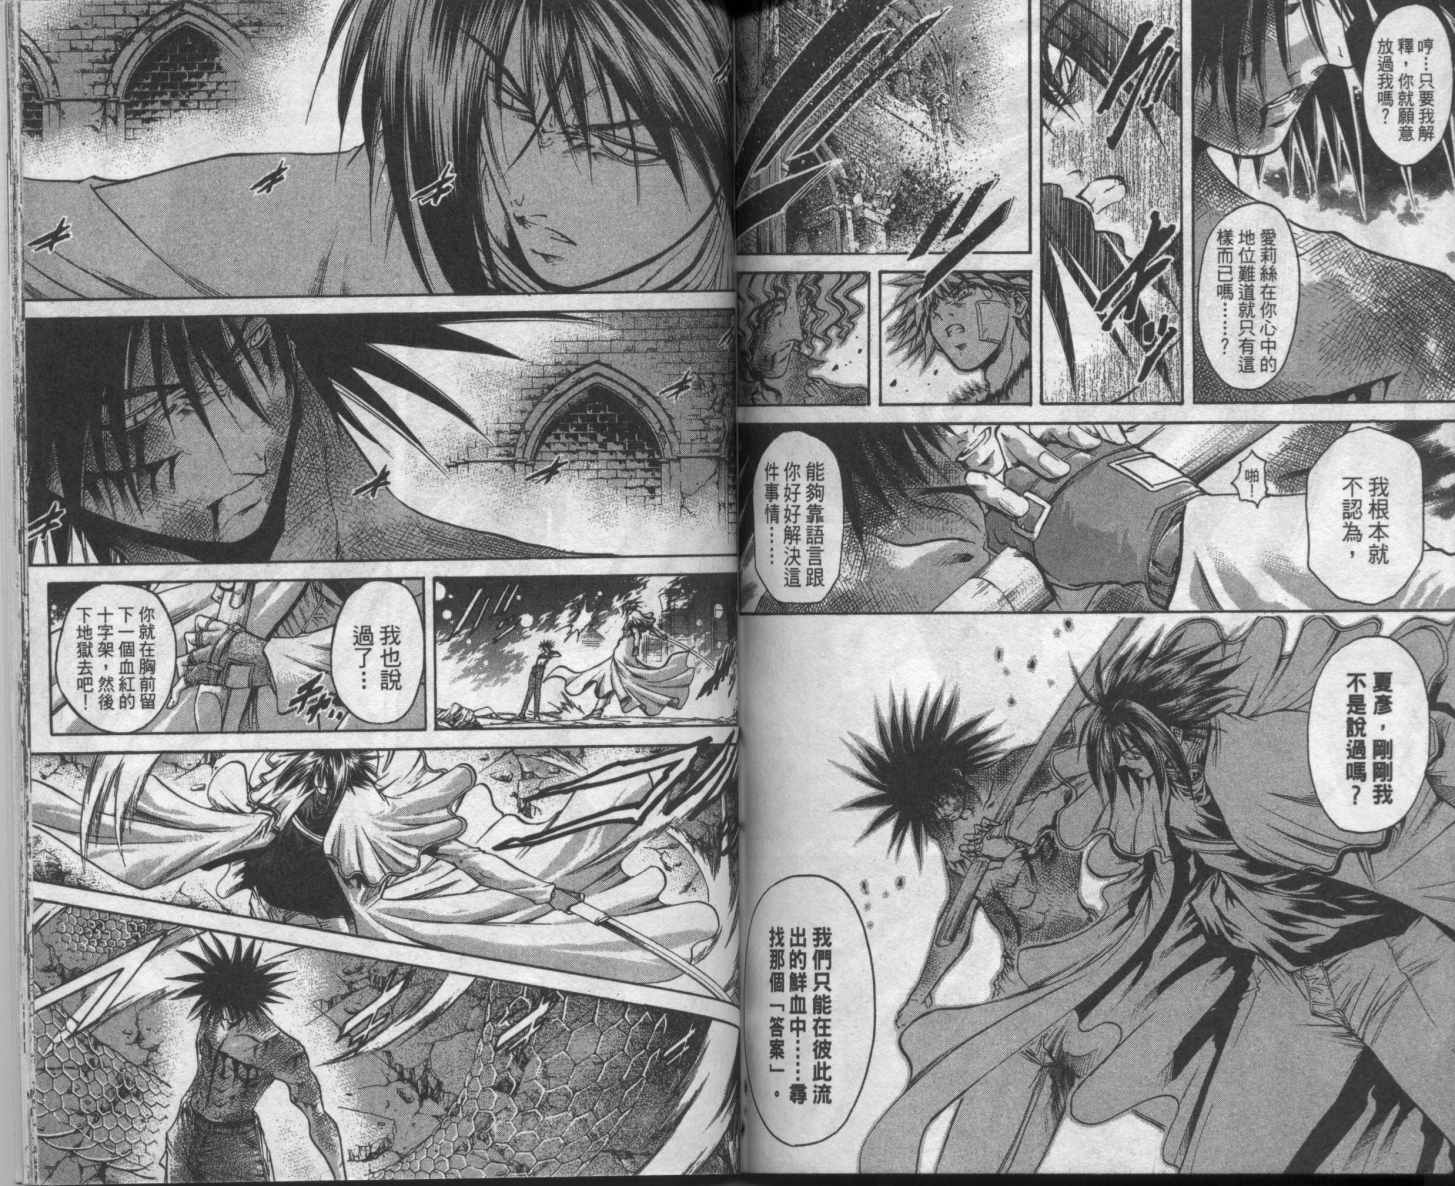 哼…只要我解
釋，你就願意
放過我嗎？
愛莉絲在你心中的
地位難道就只有這
樣而已嗎……？
我根本就
不認為，
啪！
能夠靠語言跟
你好好解決這
件事情……
夏彥，剛剛我
不是說過嗎？
我們只能在彼此流
出的鮮血中……尋
找那個「答案」。
我也說
過了…
你就在胸前留
下一個血紅的
十字架，然後
下地獄去吧！